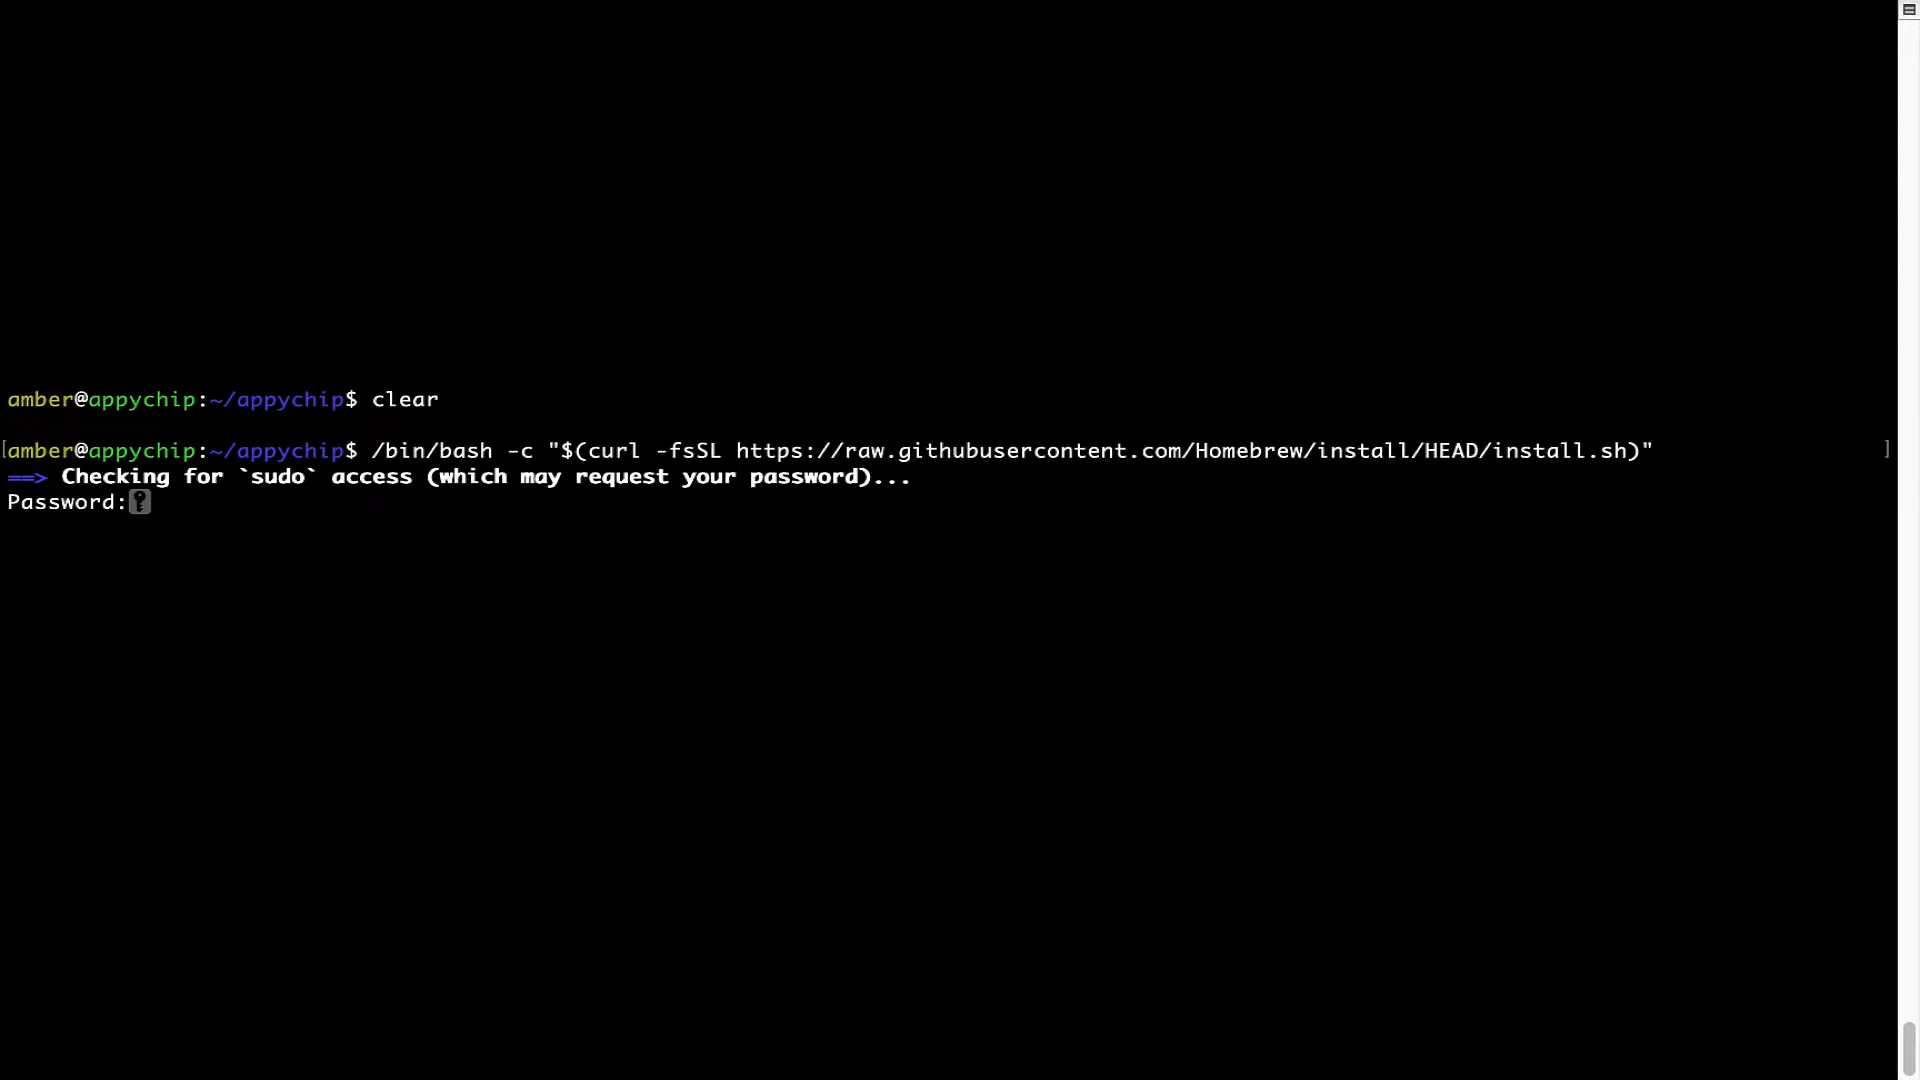 amber@appychip:~/appychip$ clear
[amber@appychip:~/appychip$ /bin/bash -c "$(curl -fsSL https://raw.githubusercontent.com/Homebrew/install/HEAD/install.sh)" ]
==> Checking for `sudo` access (which may request your password)...
Password: